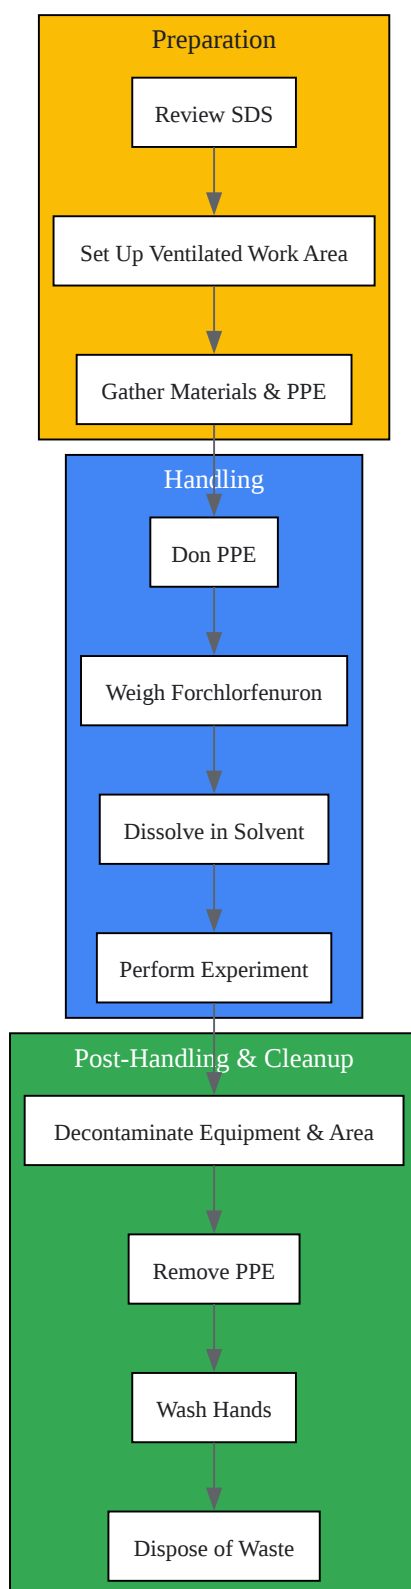 Preparation
Review SDS
Set Up Ventilated Work Area
Gather Materials & PPE
Handling
Don PPE
Weigh Forchlorfenuron
Dissolve in Solvent
Perform Experiment
Post-Handling & Cleanup
Decontaminate Equipment & Area
Remove PPE
Wash Hands
Dispose of Waste